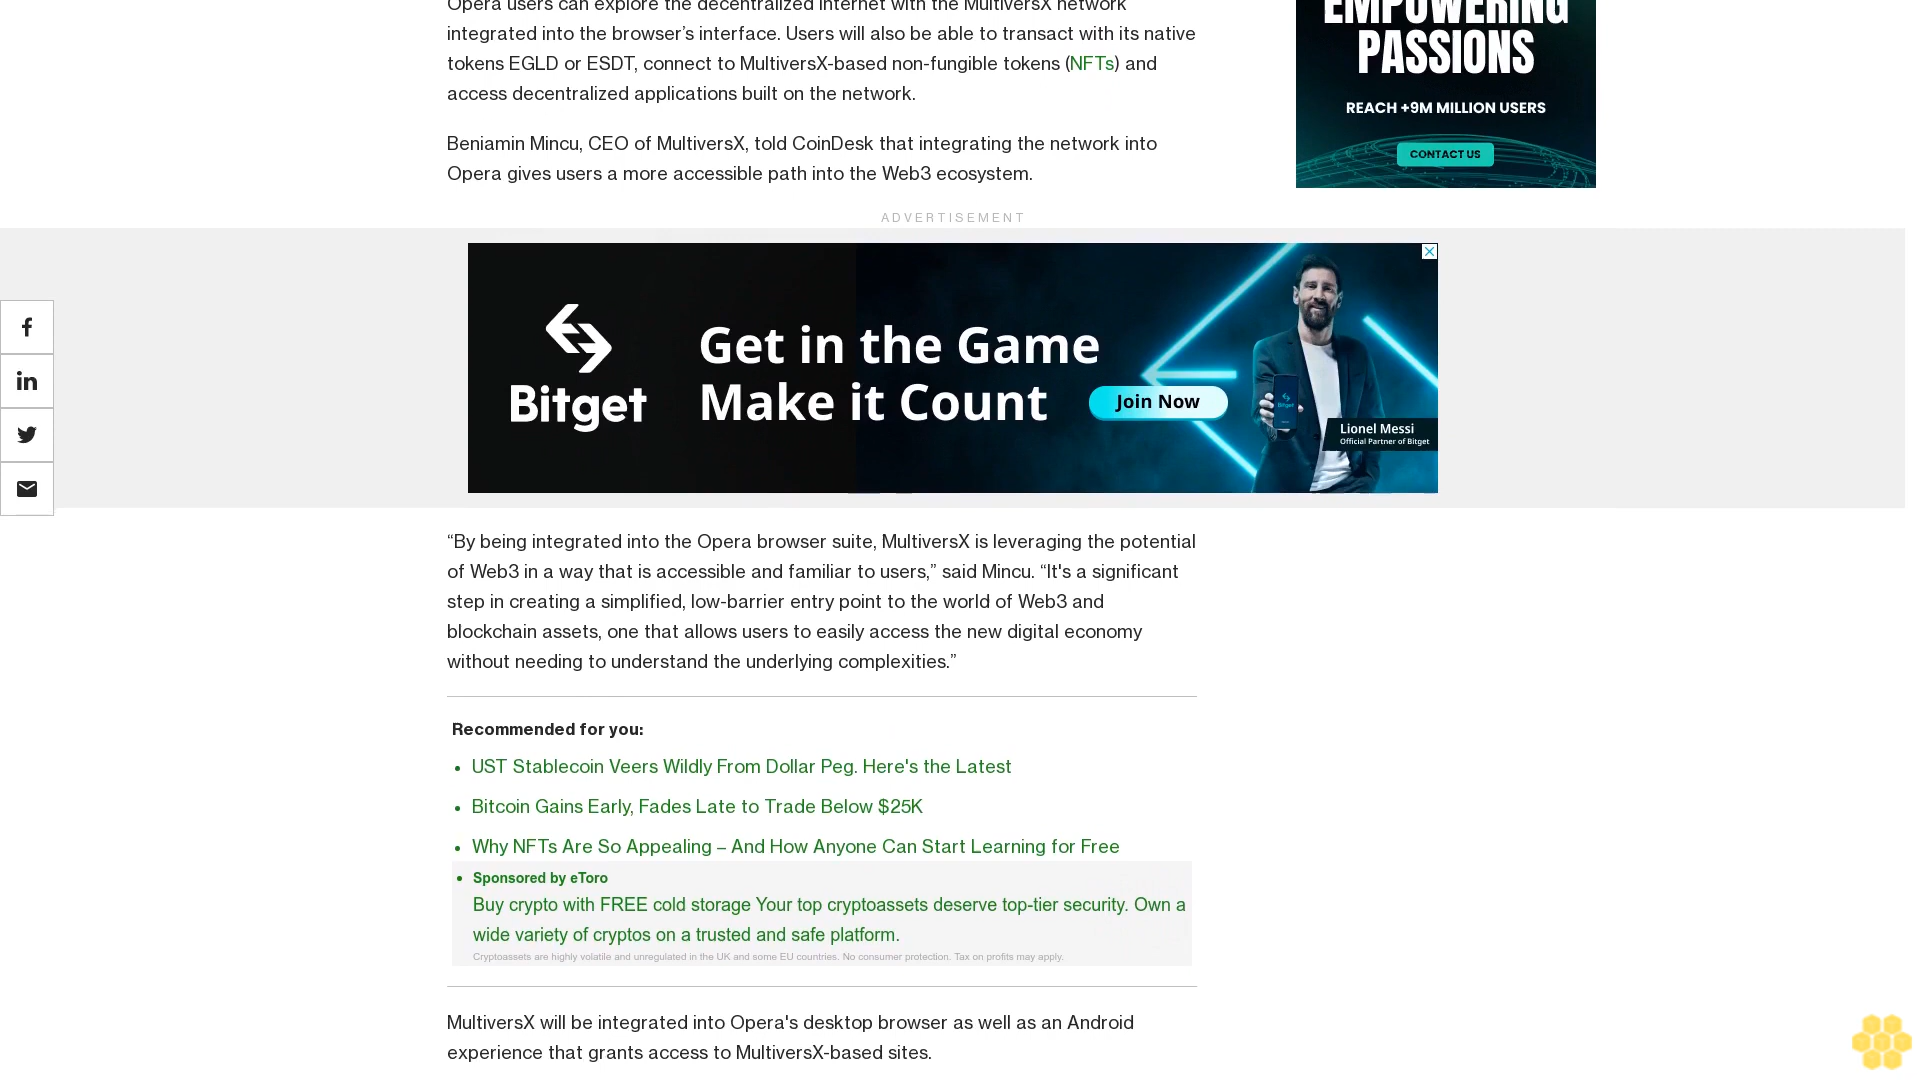 Opera users can explore the decentralized internet with the MultiversX network
integrated into the browser’s interface. Users will also be able to transact with its native
tokens EGLD or ESDT, connect to MultiversX-based non-fungible tokens (NFTs) and
access decentralized applications built on the network.
Beniamin Mincu, CEO of MultiversX, told CoinDesk that integrating the network into
Opera gives users a more accessible path into the Web3 ecosystem.
EMPOWERING
PASSIONS
REACH +9M MILLION USERS
CONTACT US
ADVERTISEMENT
Bitget
Get in the Game
Make it Count
Join Now
Bitget
Lionel Messi
Official Partner of Bitget
“By being integrated into the Opera browser suite, MultiversX is leveraging the potential
of Web3 in a way that is accessible and familiar to users,” said Mincu. “It's a significant
step in creating a simplified, low-barrier entry point to the world of Web3 and
blockchain assets, one that allows users to easily access the new digital economy
without needing to understand the underlying complexities.”
Recommended for you:
• UST Stablecoin Veers Wildly From Dollar Peg. Here's the Latest
• Bitcoin Gains Early, Fades Late to Trade Below $25K
• Why NFTs Are So Appealing – And How Anyone Can Start Learning for Free
• Sponsored by eToro
Buy crypto with FREE cold storage Your top cryptoassets deserve top-tier security. Own a
wide variety of cryptos on a trusted and safe platform.
Cryptoassets are highly volatile and unregulated in the UK and some EU countries. No consumer protection. Tax on profits may apply.
MultiversX will be integrated into Opera's desktop browser as well as an Android
experience that grants access to MultiversX-based sites.